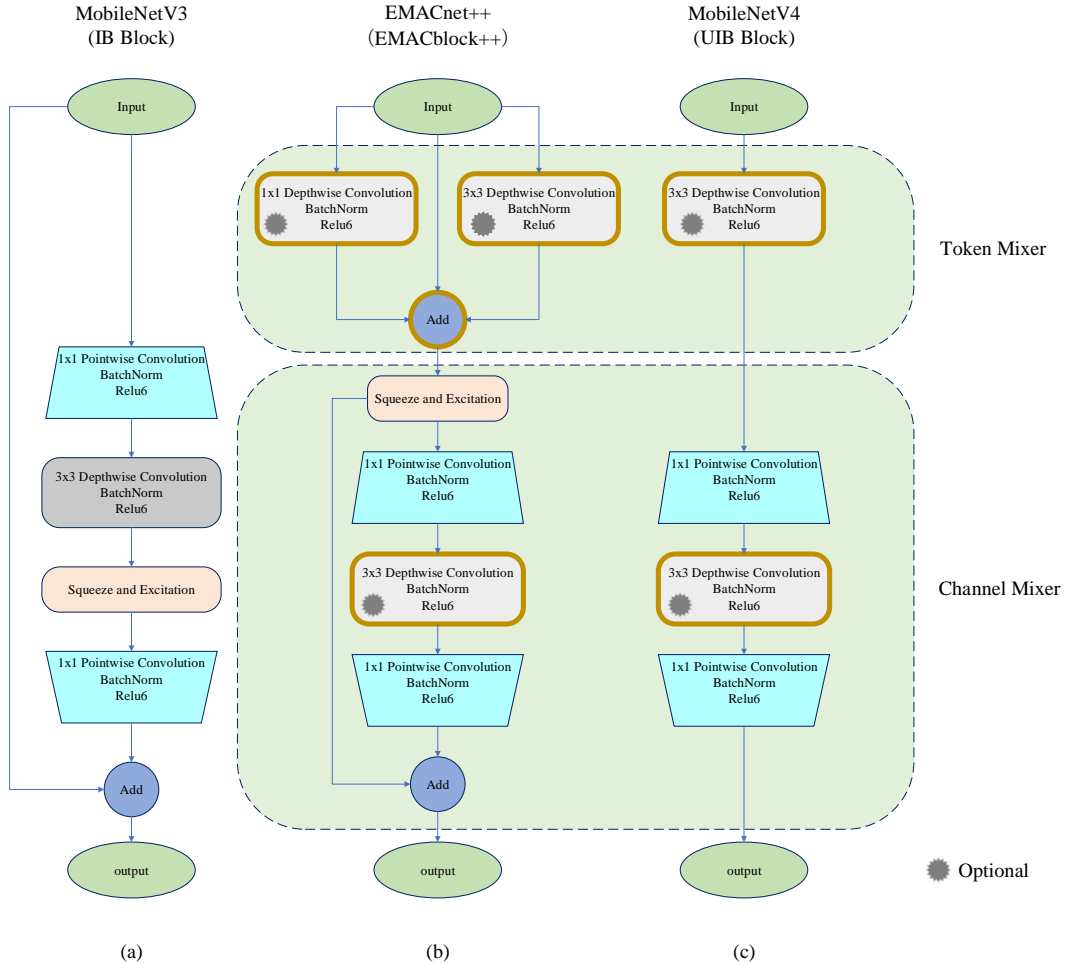 MobileNetV3
(IB Block)
EMACnet++
（EMACblock++）
MobileNetV4
(UIB Block)
Input
Input
Input
1x1 Depthwise Convolution
BatchNorm
Relu6
3x3 Depthwise Convolution
BatchNorm
Relu6
3x3 Depthwise Convolution
BatchNorm
Relu6
Token Mixer
Add
1x1 Pointwise Convolution
BatchNorm
Relu6
Squeeze and Excitation
3x3 Depthwise Convolution
BatchNorm
Relu6
1x1 Pointwise Convolution
BatchNorm
Relu6
1x1 Pointwise Convolution
BatchNorm
Relu6
Squeeze and Excitation
3x3 Depthwise Convolution
BatchNorm
Relu6
3x3 Depthwise Convolution
BatchNorm
Relu6
Channel Mixer
1x1 Pointwise Convolution
BatchNorm
Relu6
1x1 Pointwise Convolution
BatchNorm
Relu6
1x1 Pointwise Convolution
BatchNorm
Relu6
Add
Add
output
output
output
Optional
(a)
(b)
(c)